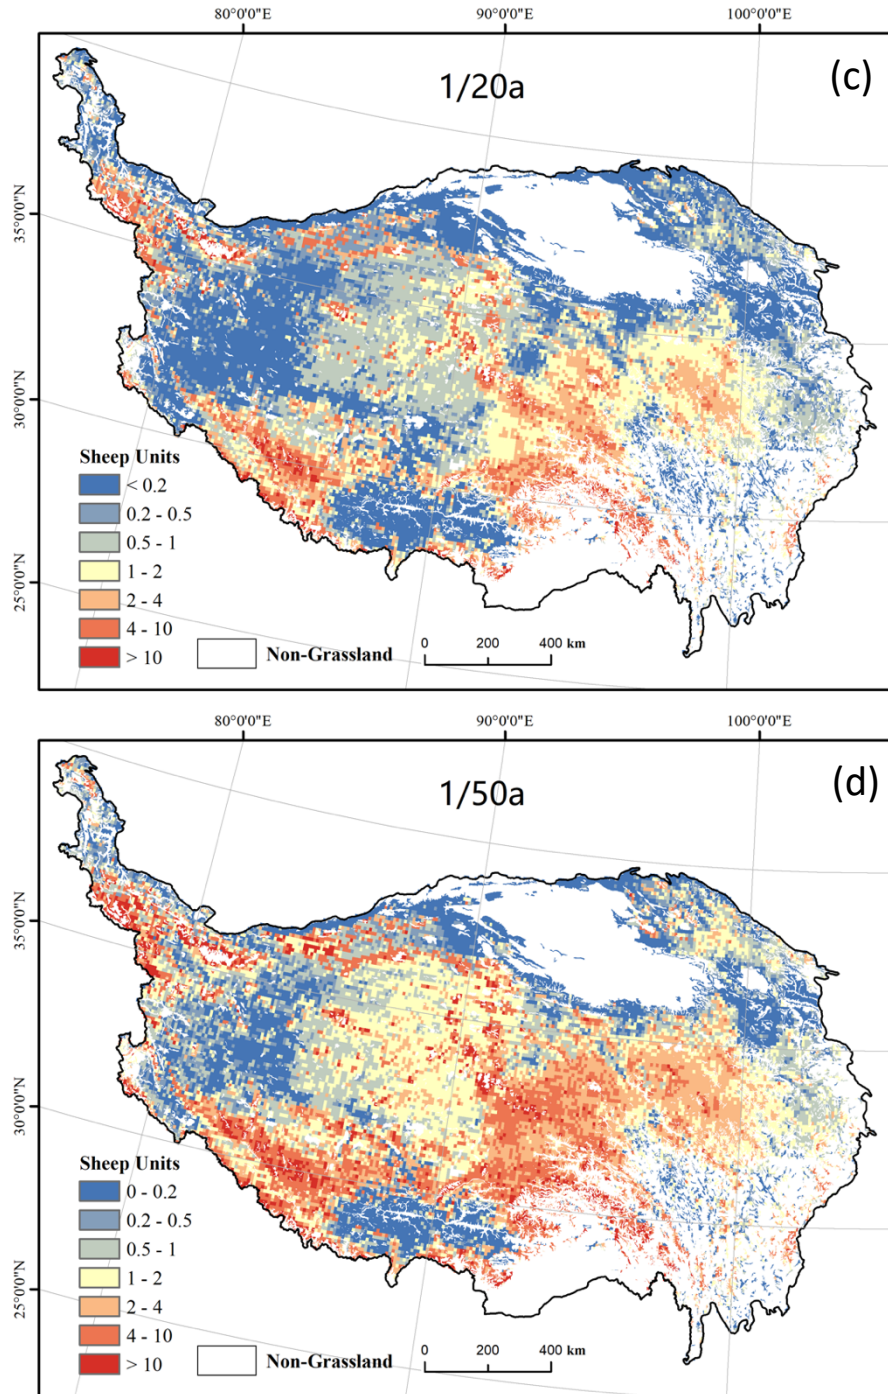 80°0'0"E 90°0'0"E 100°0'0"E
1/20a
(c)
35°0'0"N
30°0'0"N
25°0'0"N
Sheep Units
< 0.2
0.2 - 0.5
0.5 - 1
1 - 2
2 - 4
4 - 10
> 10
Non-Grassland
0 200 400 km
80°0'0"E 90°0'0"E 100°0'0"E
1/50a
(d)
35°0'0"N
30°0'0"N
25°0'0"N
Sheep Units
0 - 0.2
0.2 - 0.5
0.5 - 1
1 - 2
2 - 4
4 - 10
> 10
Non-Grassland
0 200 400 km